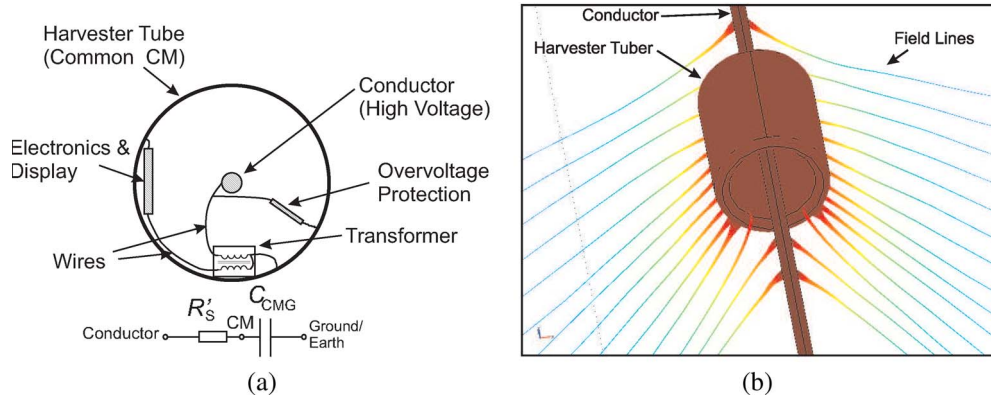 Harvester Tube
(Common CM)
Conductor
(High Voltage)
Electronics &
Display
Overvoltage
Protection
Transformer
Wires
R'S
CCMG
Conductor
CM
Ground/
Earth
(a)
Conductor
Harvester Tuber
Field Lines
(b)